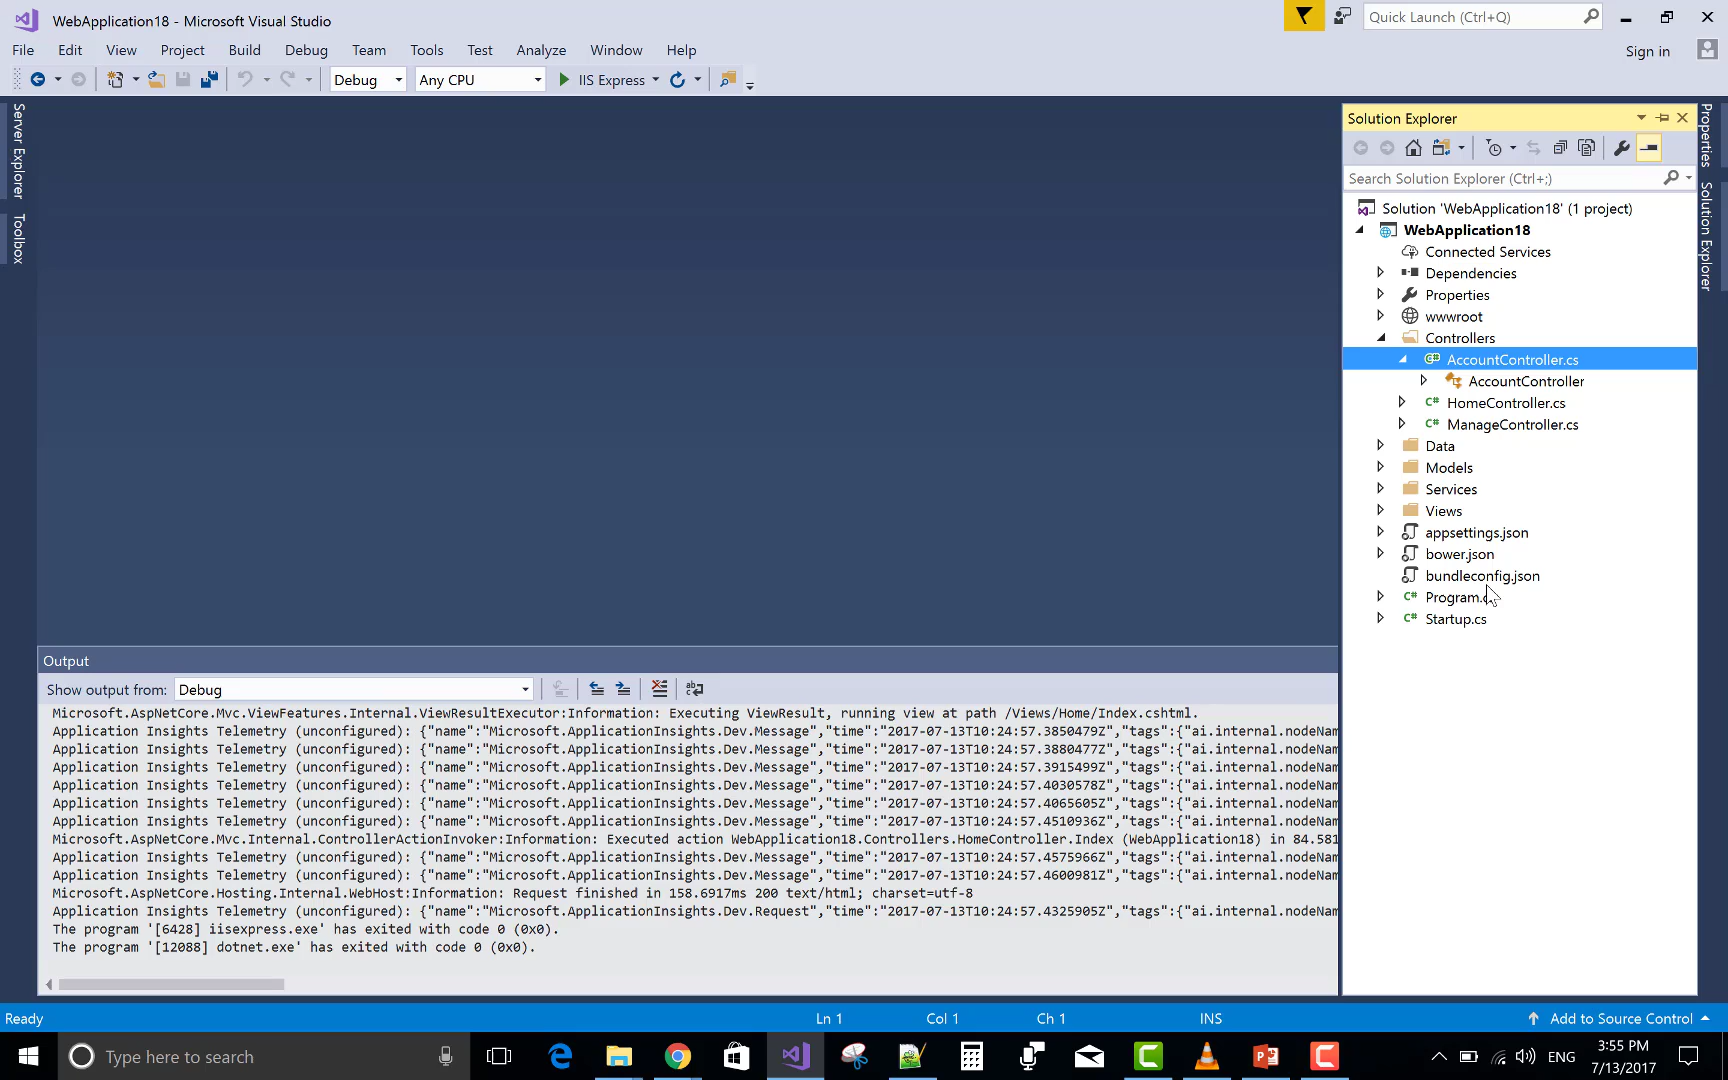 WebApplication18 - Microsoft Visual Studio
Quick Launch (Ctrl+Q)
File Edit View Project Build Debug Team Tools Test Analyze Window Help
Sign in
Debug Any CPU IIS Express
Server Explorer
Toolbox
Solution Explorer
Search Solution Explorer (Ctrl+;)
Solution 'WebApplication18' (1 project)
WebApplication18
Connected Services
Dependencies
Properties
wwwroot
Controllers
AccountController.cs
AccountController
HomeController.cs
ManageController.cs
Data
Models
Services
Views
appsettings.json
bower.json
bundleconfig.json
Program.c
Startup.cs
Properties
Solution Explorer
Output
Show output from: Debug
Microsoft.AspNetCore.Mvc.ViewFeatures.Internal.ViewResultExecutor:Information: Executing ViewResult, running view at path /Views/Home/Index.cshtml.
Application Insights Telemetry (unconfigured): {"name":"Microsoft.ApplicationInsights.Dev.Message","time":"2017-07-13T10:24:57.3850479Z","tags":{"ai.internal.nodeNam
Application Insights Telemetry (unconfigured): {"name":"Microsoft.ApplicationInsights.Dev.Message","time":"2017-07-13T10:24:57.3880477Z","tags":{"ai.internal.nodeNam
Application Insights Telemetry (unconfigured): {"name":"Microsoft.ApplicationInsights.Dev.Message","time":"2017-07-13T10:24:57.3915499Z","tags":{"ai.internal.nodeNam
Application Insights Telemetry (unconfigured): {"name":"Microsoft.ApplicationInsights.Dev.Message","time":"2017-07-13T10:24:57.4030578Z","tags":{"ai.internal.nodeNam
Application Insights Telemetry (unconfigured): {"name":"Microsoft.ApplicationInsights.Dev.Message","time":"2017-07-13T10:24:57.4065605Z","tags":{"ai.internal.nodeNam
Application Insights Telemetry (unconfigured): {"name":"Microsoft.ApplicationInsights.Dev.Message","time":"2017-07-13T10:24:57.4510936Z","tags":{"ai.internal.nodeNam
Microsoft.AspNetCore.Mvc.Internal.ControllerActionInvoker:Information: Executed action WebApplication18.Controllers.HomeController.Index (WebApplication18) in 84.581
Application Insights Telemetry (unconfigured): {"name":"Microsoft.ApplicationInsights.Dev.Message","time":"2017-07-13T10:24:57.4575966Z","tags":{"ai.internal.nodeNam
Application Insights Telemetry (unconfigured): {"name":"Microsoft.ApplicationInsights.Dev.Message","time":"2017-07-13T10:24:57.4600981Z","tags":{"ai.internal.nodeNam
Microsoft.AspNetCore.Hosting.Internal.WebHost:Information: Request finished in 158.6917ms 200 text/html; charset=utf-8
Application Insights Telemetry (unconfigured): {"name":"Microsoft.ApplicationInsights.Dev.Request","time":"2017-07-13T10:24:57.4325905Z","tags":{"ai.internal.nodeNam
The program '[6428] iisexpress.exe' has exited with code 0 (0x0).
The program '[12088] dotnet.exe' has exited with code 0 (0x0).
Ready Ln 1 Col 1 Ch 1 INS Add to Source Control
Type here to search
ENG
3:55 PM
7/13/2017